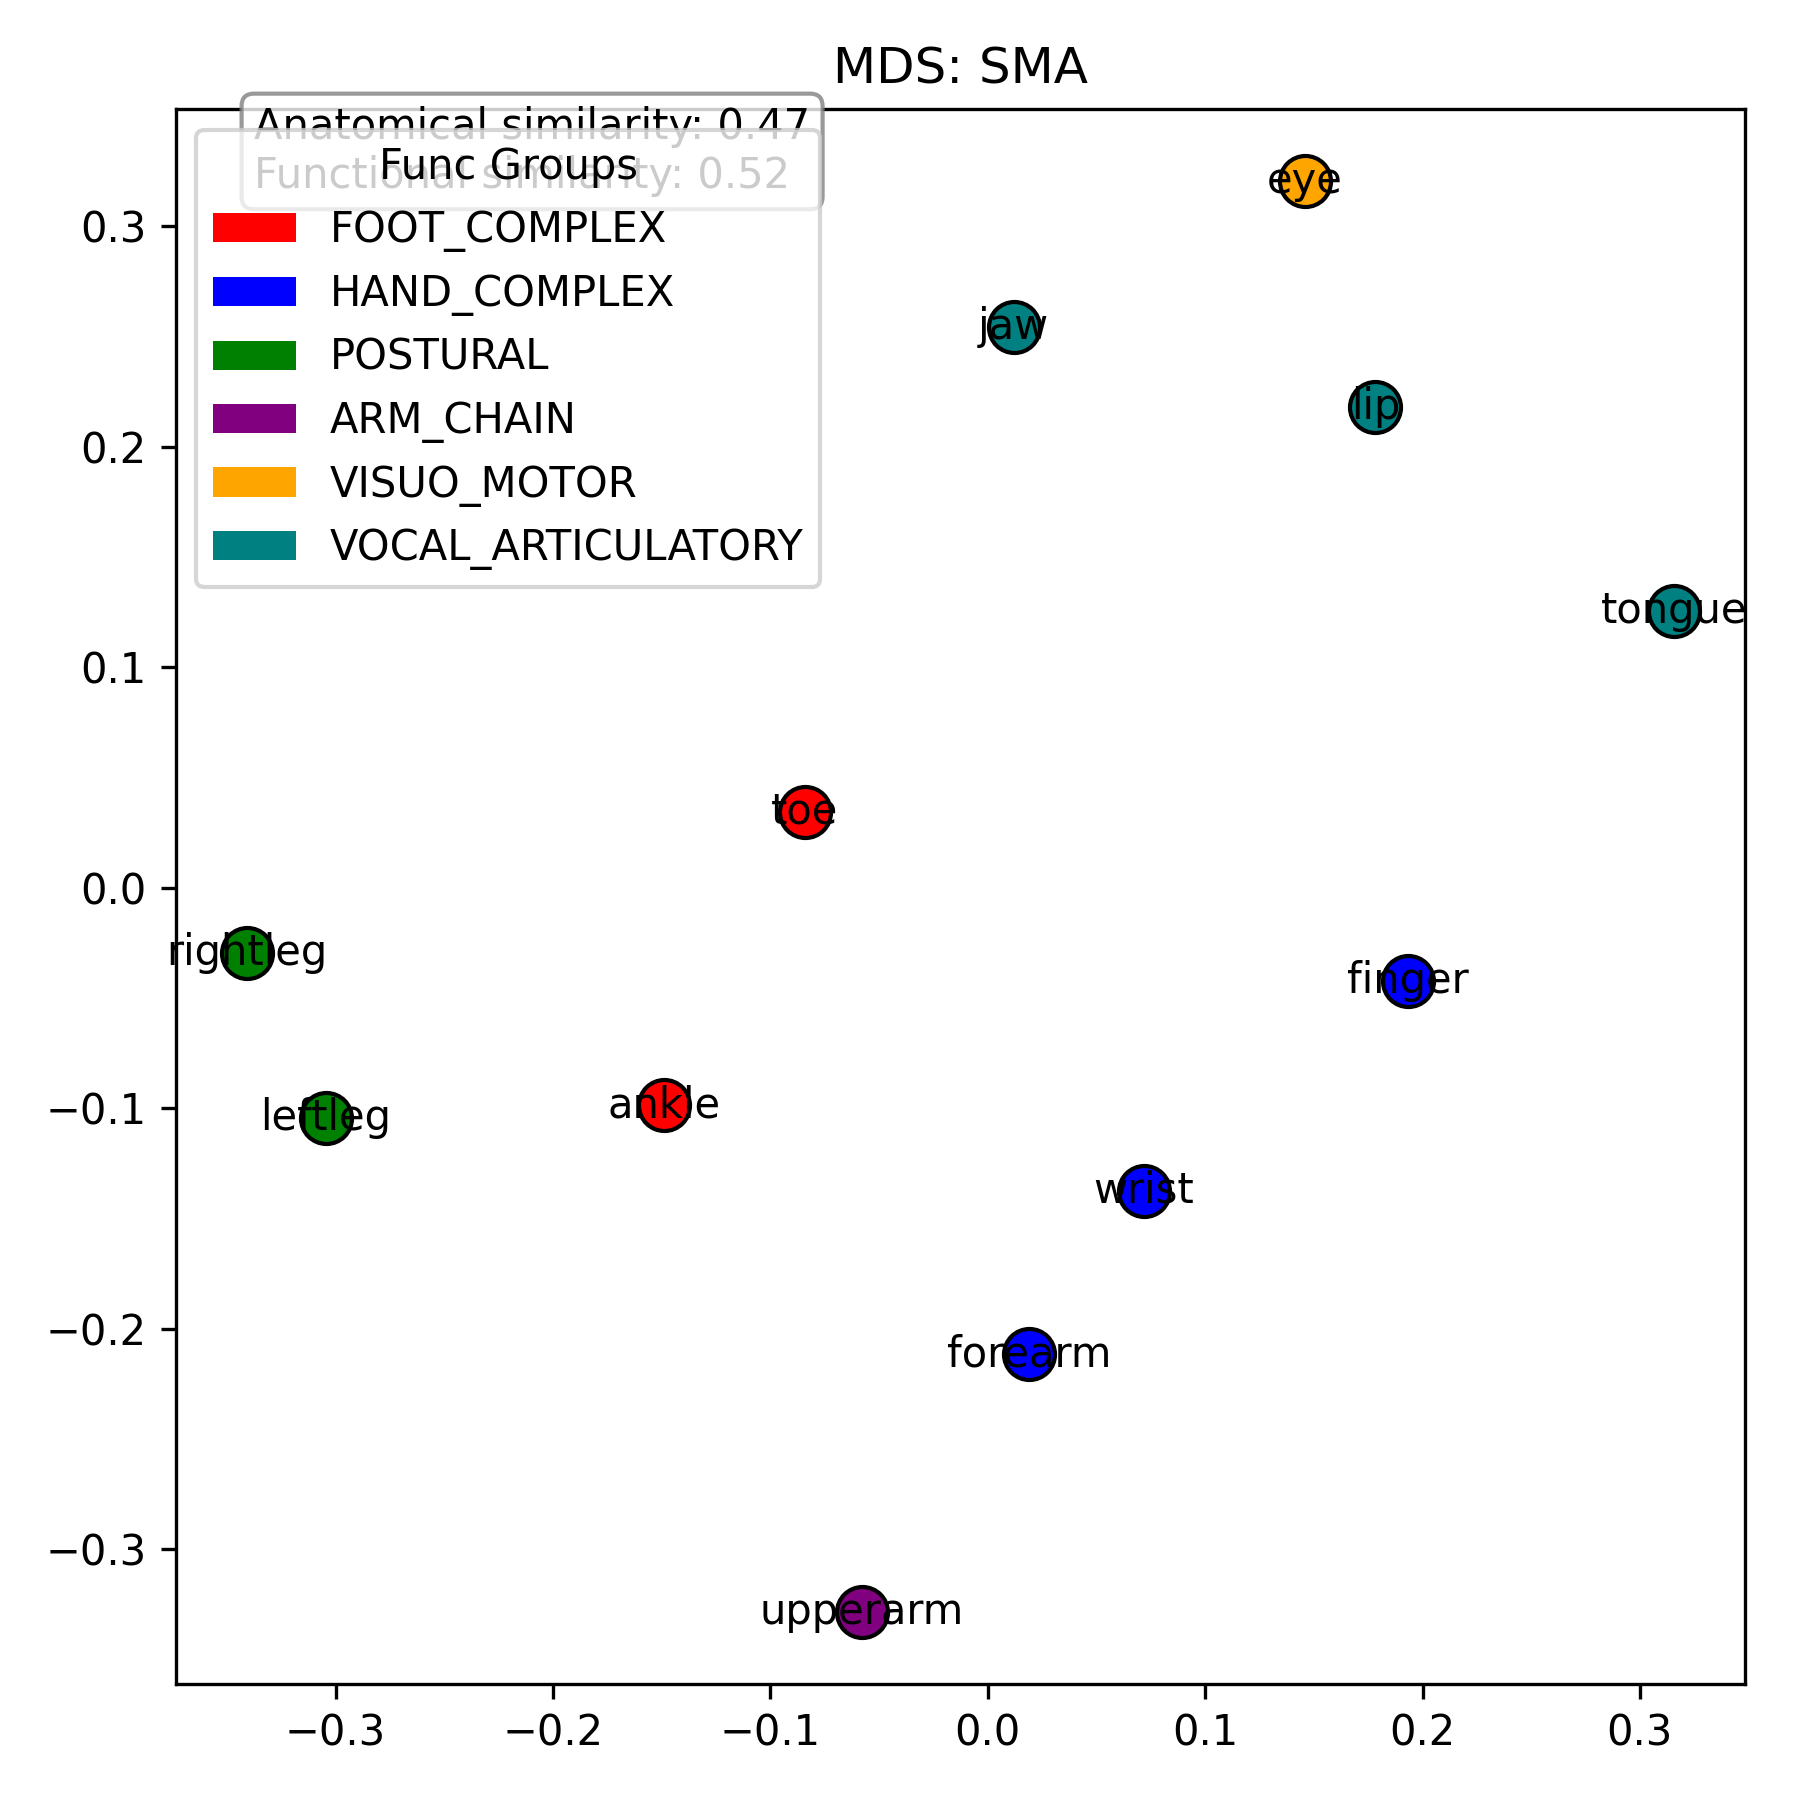 MDS: SMA
Anatomical similarity: 0.47
Functional similarity: 0.52
Func Groups
FOOT_COMPLEX
HAND_COMPLEX
POSTURAL
ARM_CHAIN
VISUO_MOTOR
VOCAL_ARTICULATORY
eye
jaw
lip
tongue
toe
rightleg
finger
leftleg
ankle
wrist
forearm
upperarm
0.3
0.2
0.1
0.0
−0.1
−0.2
−0.3
−0.3
−0.2
−0.1
0.0
0.1
0.2
0.3